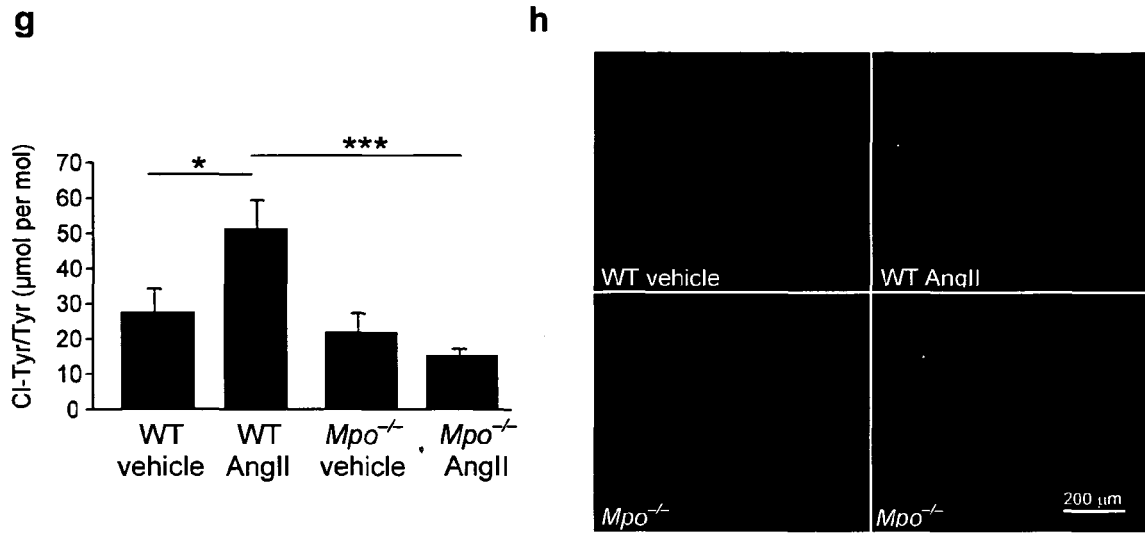 g
h
Cl-Tyr/Tyr (μmol per mol)
70
60
50
40
30
20
10
0
*
***
WT vehicle
WT AngII
Mpo–/– vehicle
Mpo–/– AngII
WT vehicle
WT AngII
Mpo–/–
Mpo–/–
200 μm